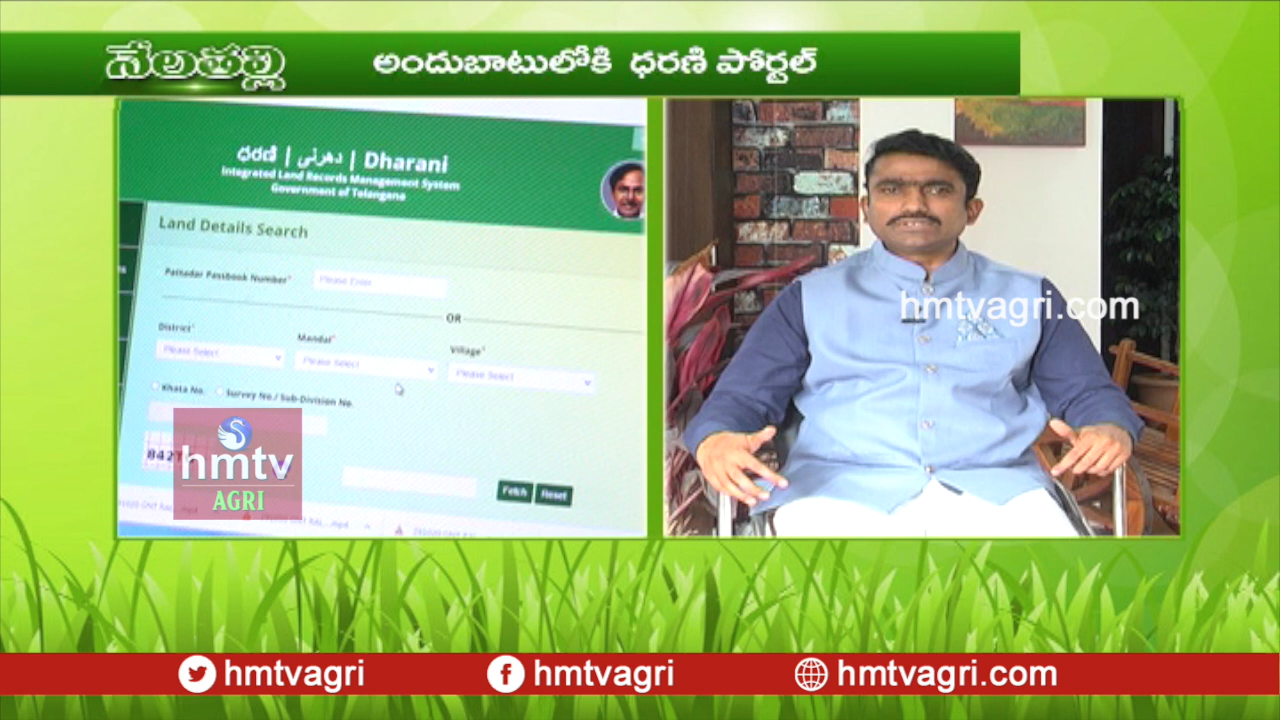 నేలతల్లి
అందుబాటులోకి ధరణి పోర్టల్
ధరణి | دھرنی | Dharani
Integrated Land Records Management System
Government of Telangana
Land Details Search
Pattadar Passbook Number* Please Enter
OR
District* Mandal* Village*
Please Select Please Select Please Select
Khata No. Survey No./ Sub-Division No.
842
hmtv
AGRI
Fetch Reset
hmtvagri.com
hmtvagri hmtvagri hmtvagri.com